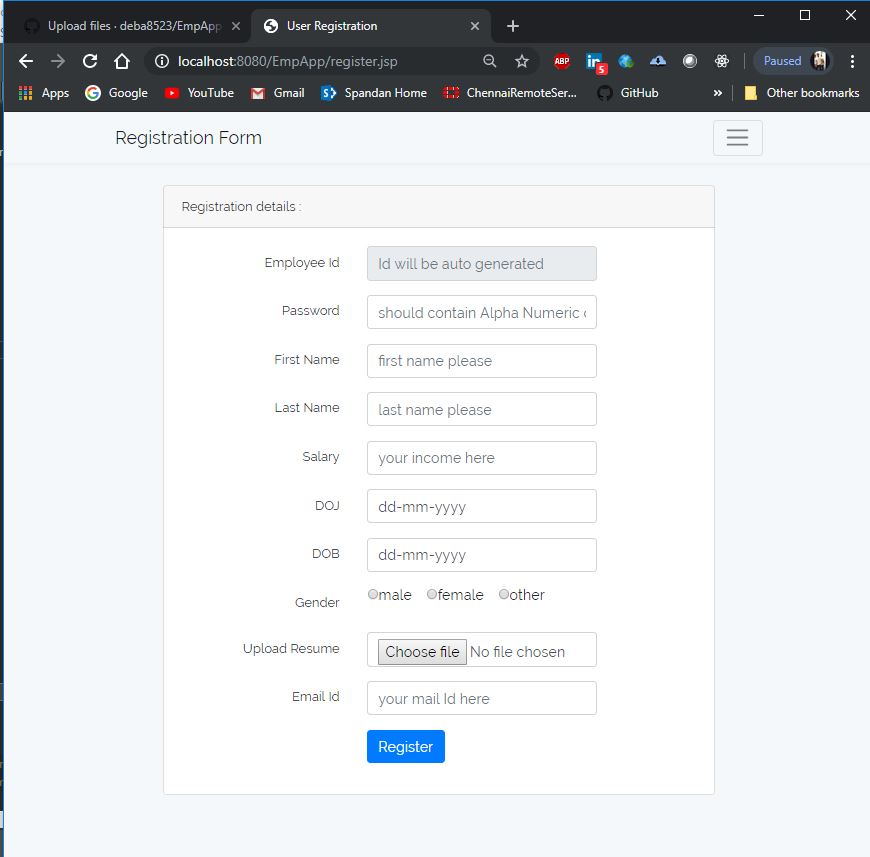 Upload files · deba8523/EmpApp
User Registration
localhost:8080/EmpApp/register.jsp
ABP
in
5
Paused
Apps
Google
YouTube
Gmail
Spandan Home
ChennaiRemoteSer...
GitHub
»
Other bookmarks
Registration Form
Registration details :
Employee Id
Id will be auto generated
Password
should contain Alpha Numeric
First Name
first name please
Last Name
last name please
Salary
your income here
DOJ
dd-mm-yyyy
DOB
dd-mm-yyyy
Gender
male female other
Upload Resume
Choose file No file chosen
Email Id
your mail Id here
Register